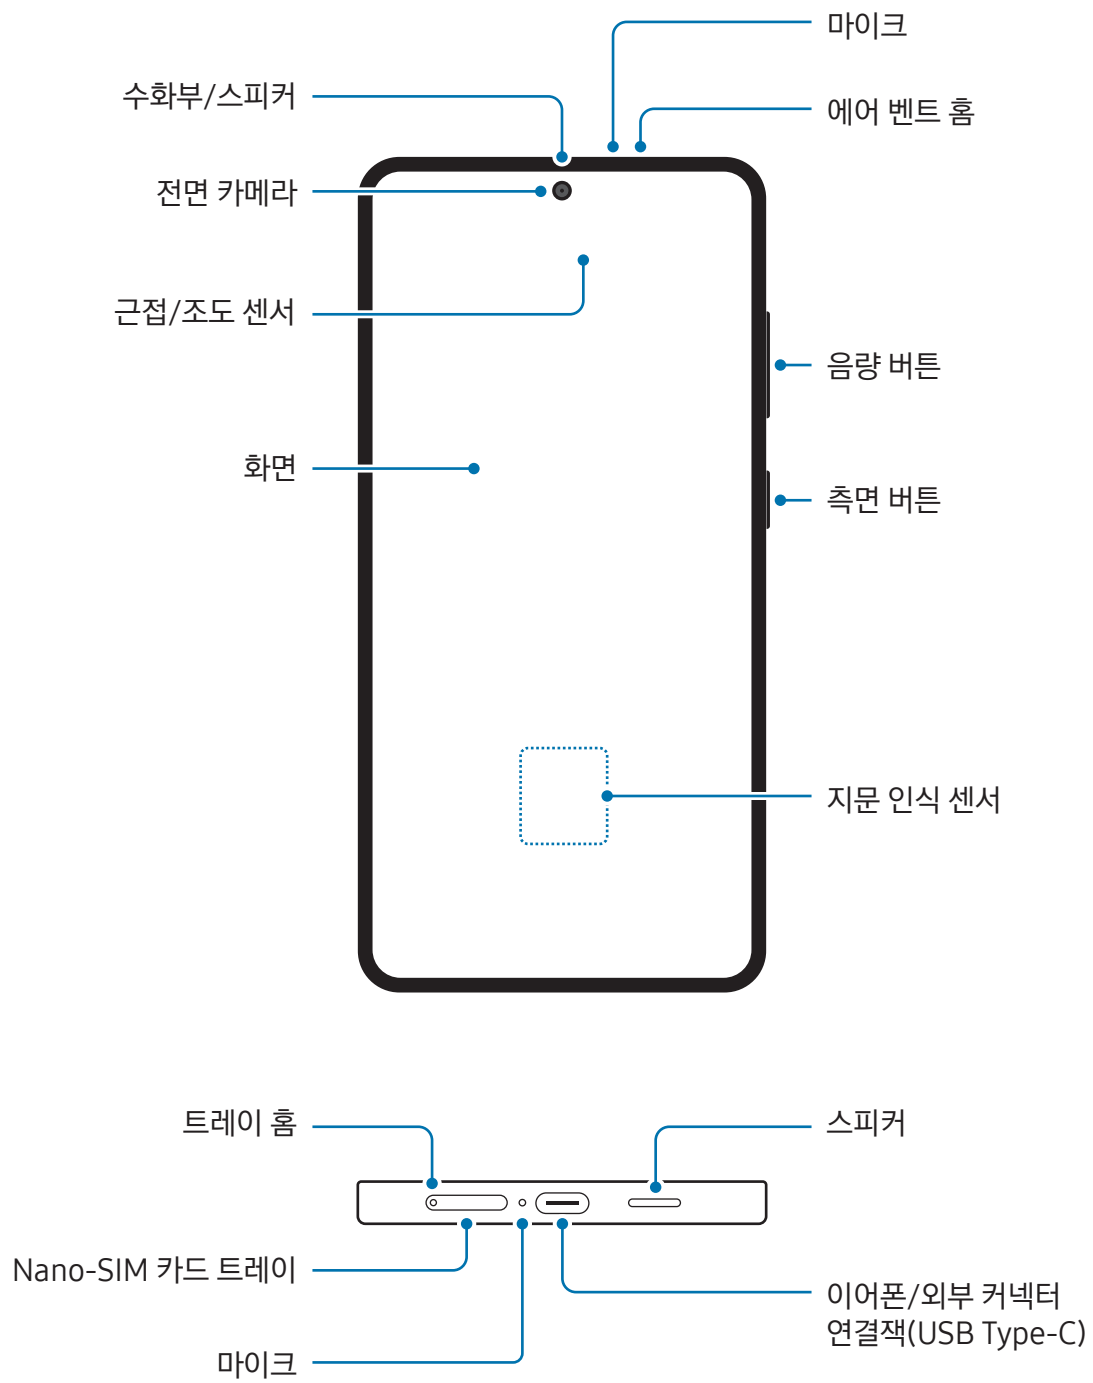 마이크
수화부/스피커
에어 벤트 홈
전면 카메라
근접/조도 센서
음량 버튼
화면
측면 버튼
지문 인식 센서
트레이 홈
스피커
Nano-SIM 카드 트레이
이어폰/외부 커넥터
연결잭(USB Type-C)
마이크